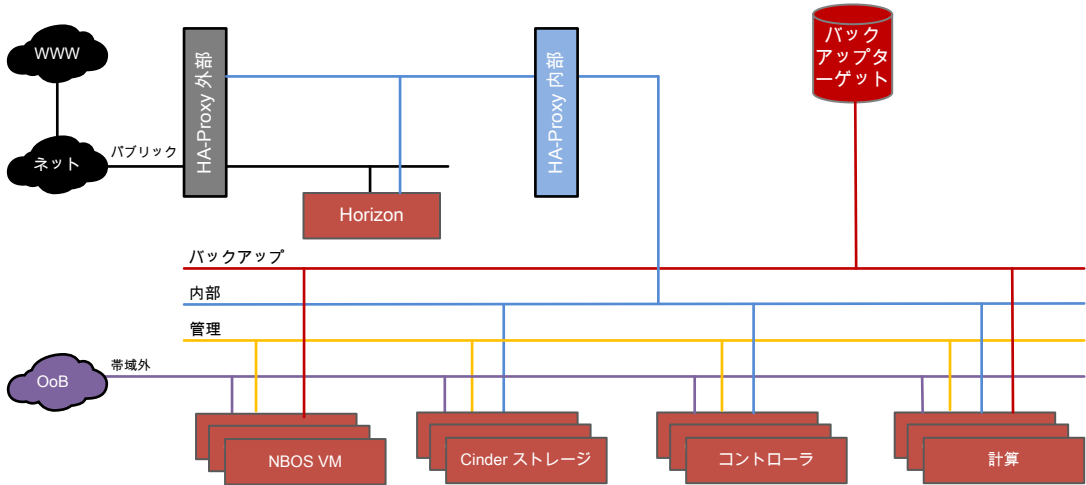 WWW
ネット
パブリック
HA-Proxy 外部
HA-Proxy 内部
バック
アップタ
ーゲット
Horizon
バックアップ
内部
管理
帯域外
OoB
NBOS VM
Cinder ストレージ
コントローラ
計算